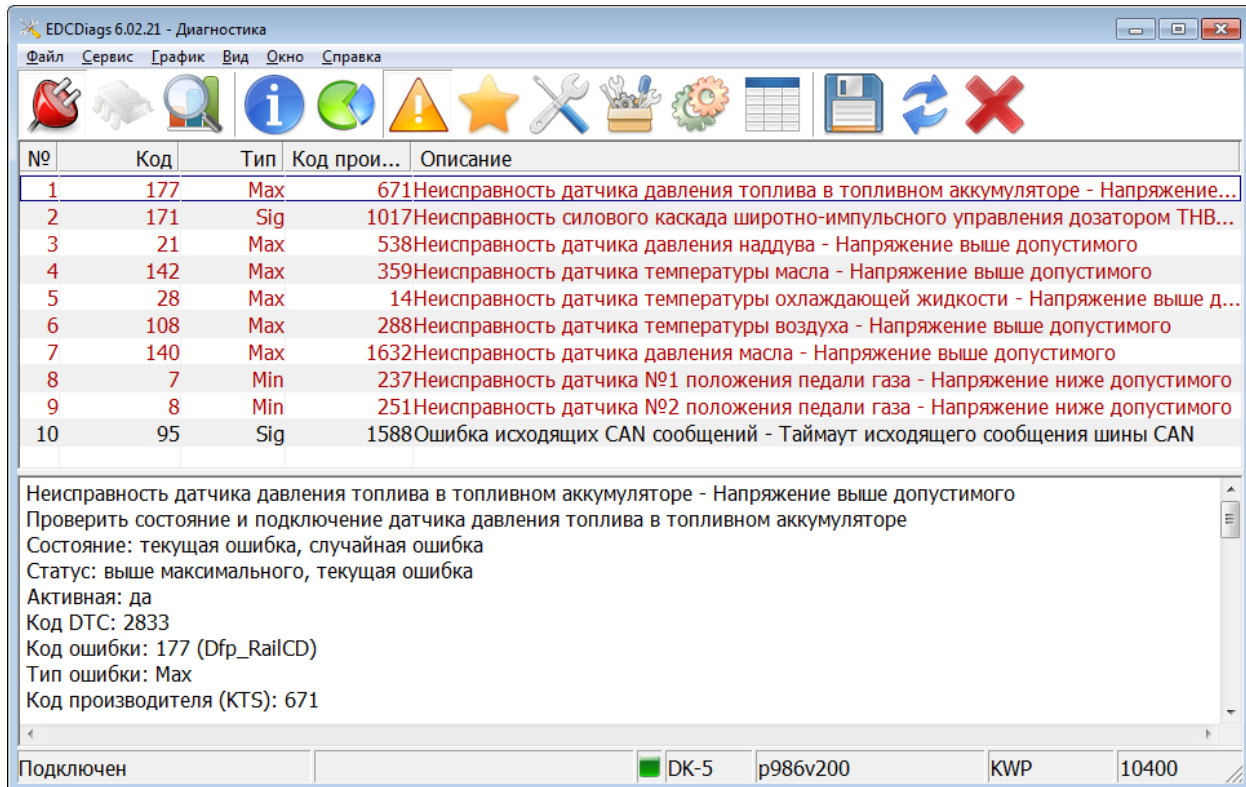 EDCDiags 6.02.21 - Диагностика
Файл Сервис График Вид Окно Справка
№ Код Тип Код прои... Описание
1 177 Max 671 Неисправность датчика давления топлива в топливном аккумуляторе - Напряжение...
2 171 Sig 1017 Неисправность силового каскада широтно-импульсного управления дозатором ТНВ...
3 21 Max 538 Неисправность датчика давления наддува - Напряжение выше допустимого
4 142 Max 359 Неисправность датчика температуры масла - Напряжение выше допустимого
5 28 Max 14 Неисправность датчика температуры охлаждающей жидкости - Напряжение выше д...
6 108 Max 288 Неисправность датчика температуры воздуха - Напряжение выше допустимого
7 140 Max 1632 Неисправность датчика давления масла - Напряжение выше допустимого
8 7 Min 237 Неисправность датчика №1 положения педали газа - Напряжение ниже допустимого
9 8 Min 251 Неисправность датчика №2 положения педали газа - Напряжение ниже допустимого
10 95 Sig 1588 Ошибка исходящих CAN сообщений - Таймаут исходящего сообщения шины CAN
Неисправность датчика давления топлива в топливном аккумуляторе - Напряжение выше допустимого
Проверить состояние и подключение датчика давления топлива в топливном аккумуляторе
Состояние: текущая ошибка, случайная ошибка
Статус: выше максимального, текущая ошибка
Активная: да
Код DTC: 2833
Код ошибки: 177 (Dfp_RailCD)
Тип ошибки: Max
Код производителя (KTS): 671
Подключен DK-5 p986v200 KWP 10400